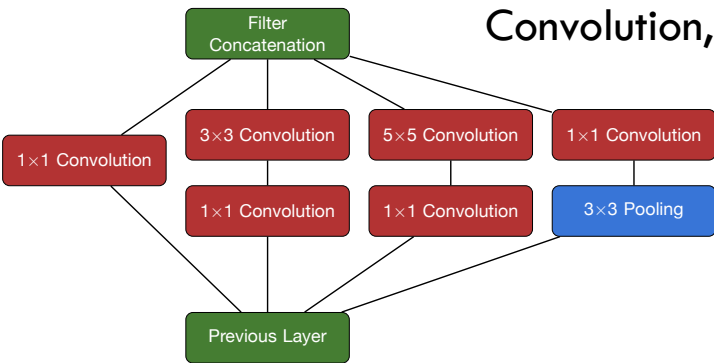 Filter
Concatenation
Convolution,
3×3 Convolution
5×5 Convolution
1×1 Convolution
1×1 Convolution
1×1 Convolution
1×1 Convolution
3×3 Pooling
Previous Layer